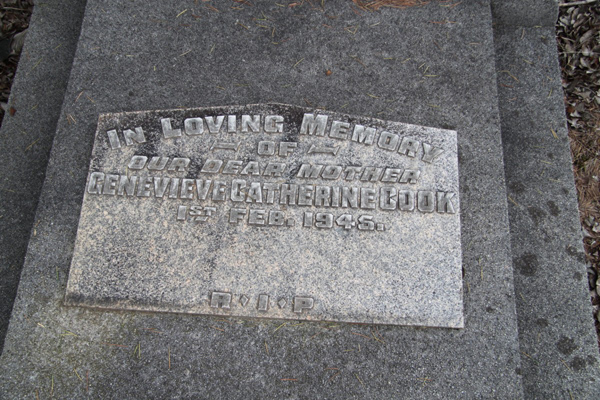 IN LOVING MEMORY
— OF —
OUR DEAR MOTHER
GENEVIEVE CATHERINE COOK
1ST FEB. 1945.
R · I · P